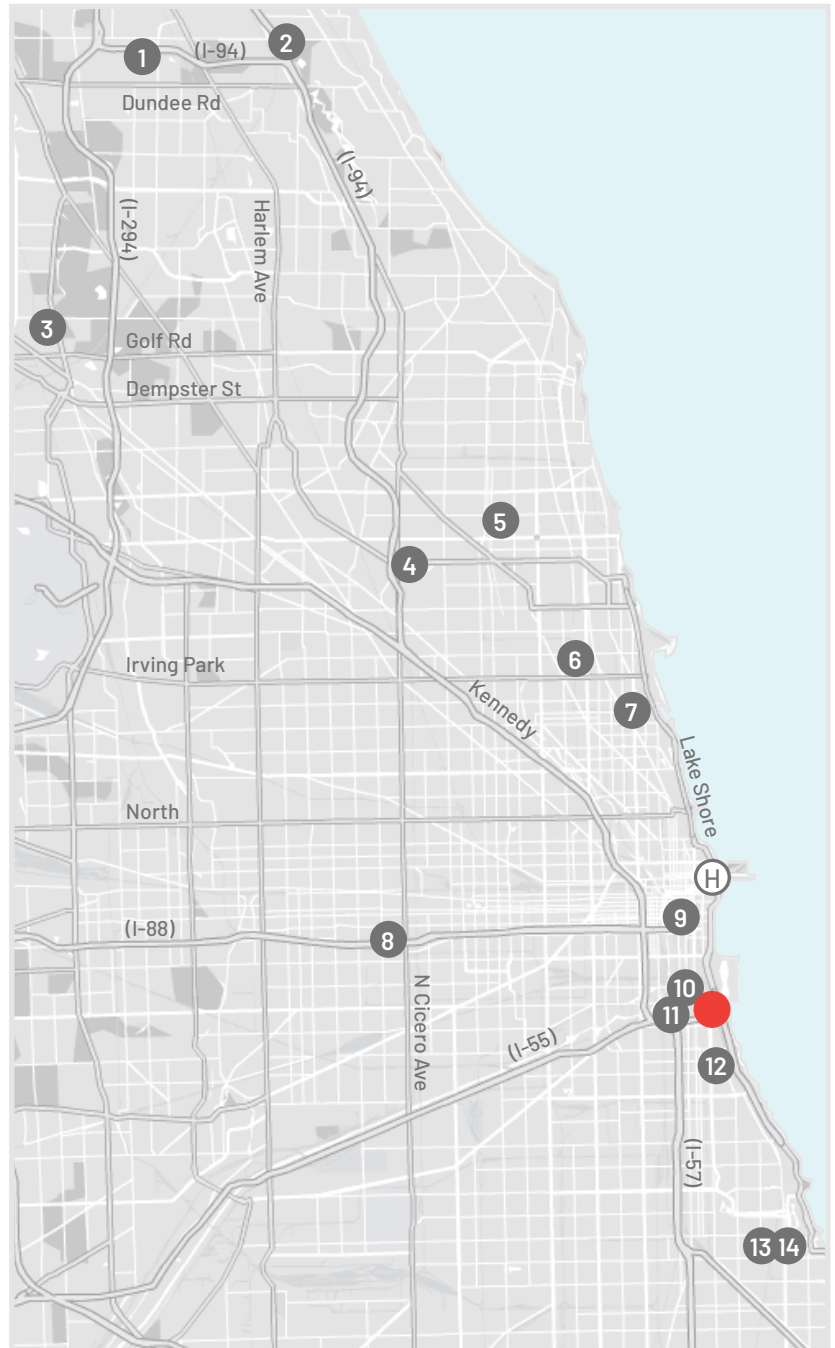 1
(I-94)
2
Dundee Rd
(I-94)
(I-294)
Harlem Ave
3
Golf Rd
Dempster St
5
4
6
Irving Park
7
Kennedy
Lake Shore
North
H
9
(I-88)
8
10
N Cicero Ave
11
(I-55)
12
(I-57)
13
14